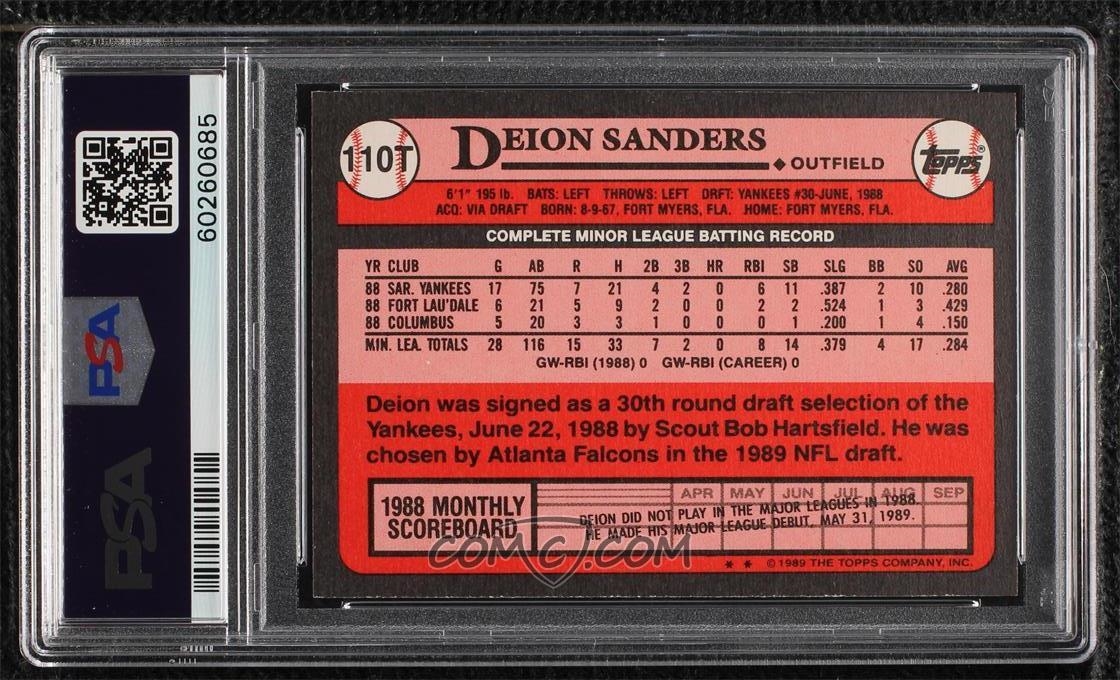 60260685
PSA
PSA
110T
DEION SANDERS
◆ OUTFIELD
TOPPS®
6'1" 195 lb. BATS: LEFT THROWS: LEFT DRFT: YANKEES #30-JUNE, 1988
ACQ: VIA DRAFT BORN: 8-9-67, FORT MYERS, FLA. HOME: FORT MYERS, FLA.
COMPLETE MINOR LEAGUE BATTING RECORD
YR CLUB G AB R H 2B 3B HR RBI SB SLG BB SO AVG
88 SAR. YANKEES 17 75 7 21 4 2 0 6 11 .387 2 10 .280
88 FORT LAU'DALE 6 21 5 9 2 0 0 2 2 .524 1 3 .429
88 COLUMBUS 5 20 3 3 1 0 0 0 1 .200 1 4 .150
MIN. LEA. TOTALS 28 116 15 33 7 2 0 8 14 .379 4 17 .284
GW-RBI (1988) 0 GW-RBI (CAREER) 0
Deion was signed as a 30th round draft selection of the
Yankees, June 22, 1988 by Scout Bob Hartsfield. He was
chosen by Atlanta Falcons in the 1989 NFL draft.
1988 MONTHLY
SCOREBOARD
APR MAY JUN JUL AUG SEP
DEION DID NOT PLAY IN THE MAJOR LEAGUES IN 1988.
HE MADE HIS MAJOR LEAGUE DEBUT, MAY 31, 1989.
COMC.COM
* * ©1989 THE TOPPS COMPANY, INC.